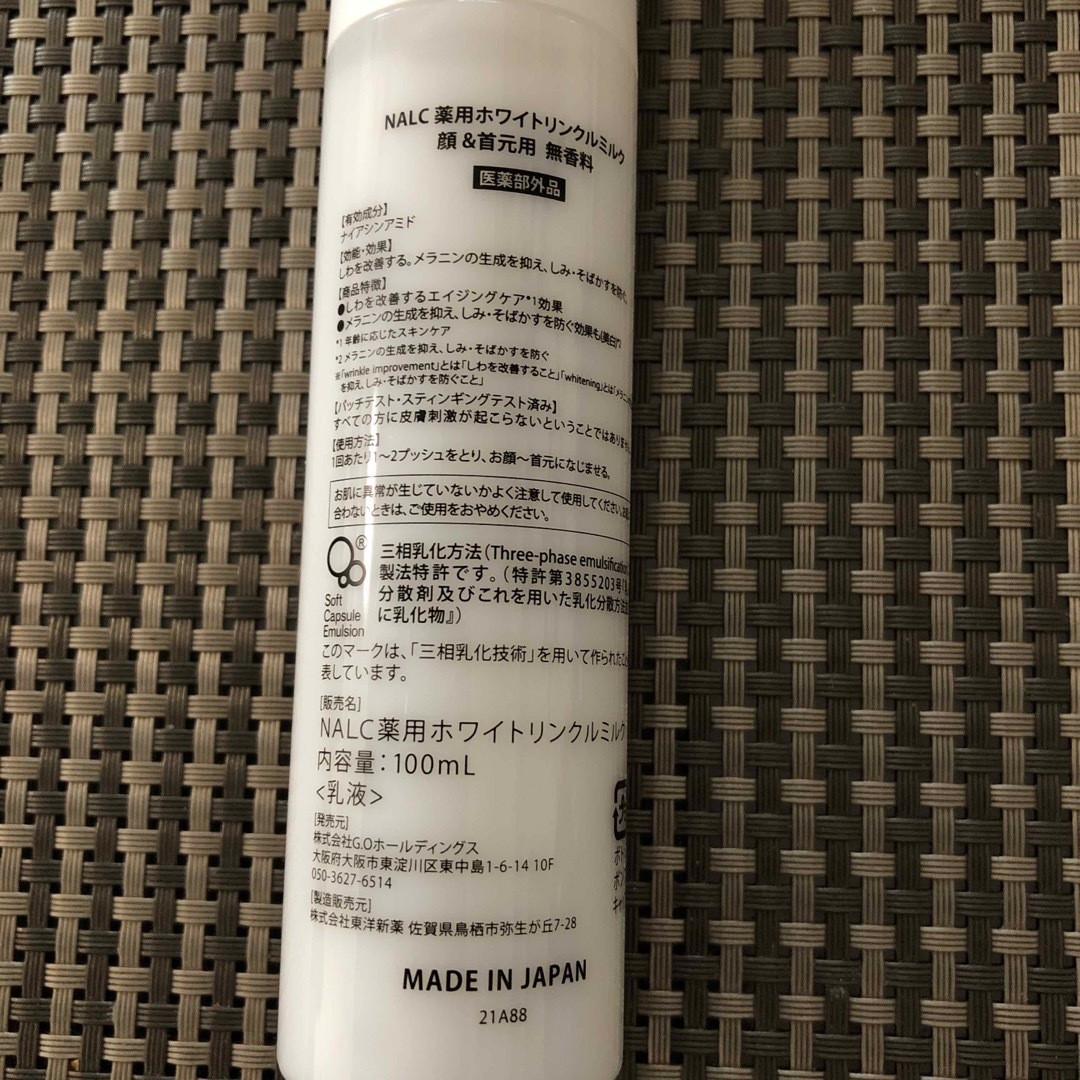 NALC 薬用ホワイトリンクルミルク
顔&首元用 無香料
医薬部外品
【有効成分】
ナイアシンアミド
【効能・効果】
しわを改善する。メラニンの生成を抑え、しみ・そばかすを防ぐ。
【商品特徴】
●しわを改善するエイジングケア*1効果
●メラニンの生成を抑え、しみ・そばかすを防ぐ効果も(美白)*2
*1 年齢に応じたスキンケア
*2 メラニンの生成を抑え、しみ・そばかすを防ぐ
※「wrinkle improvement」とは「しわを改善すること」「whitening」とは「メラニンの
を抑え、しみ・そばかすを防ぐこと」
【パッチテスト・スティンギングテスト済み】
すべての方に皮膚刺激が起こらないということではありません
【使用方法】
1回あたり1〜2プッシュをとり、お顔〜首元になじませる。
お肌に異常が生じていないかよく注意して使用してください。お肌
合わないときは、ご使用をおやめください。
®
Soft
Capsule
Emulsion
三相乳化方法(Three-phase emulsification
製法特許です。(特許第3855203号『
分散剤及びこれを用いた乳化分散方法
に乳化物』)
このマークは、「三相乳化技術」を用いて作られたこと
表しています。
[販売名]
NALC薬用ホワイトリンクルミルク
内容量:100mL
<乳液>
[発売元]
株式会社G.Oホールディングス
大阪府大阪市東淀川区東中島1-6-14 10F
050-3627-6514
[製造販売元]
株式会社東洋新薬 佐賀県鳥栖市弥生が丘7-28
MADE IN JAPAN
21A88